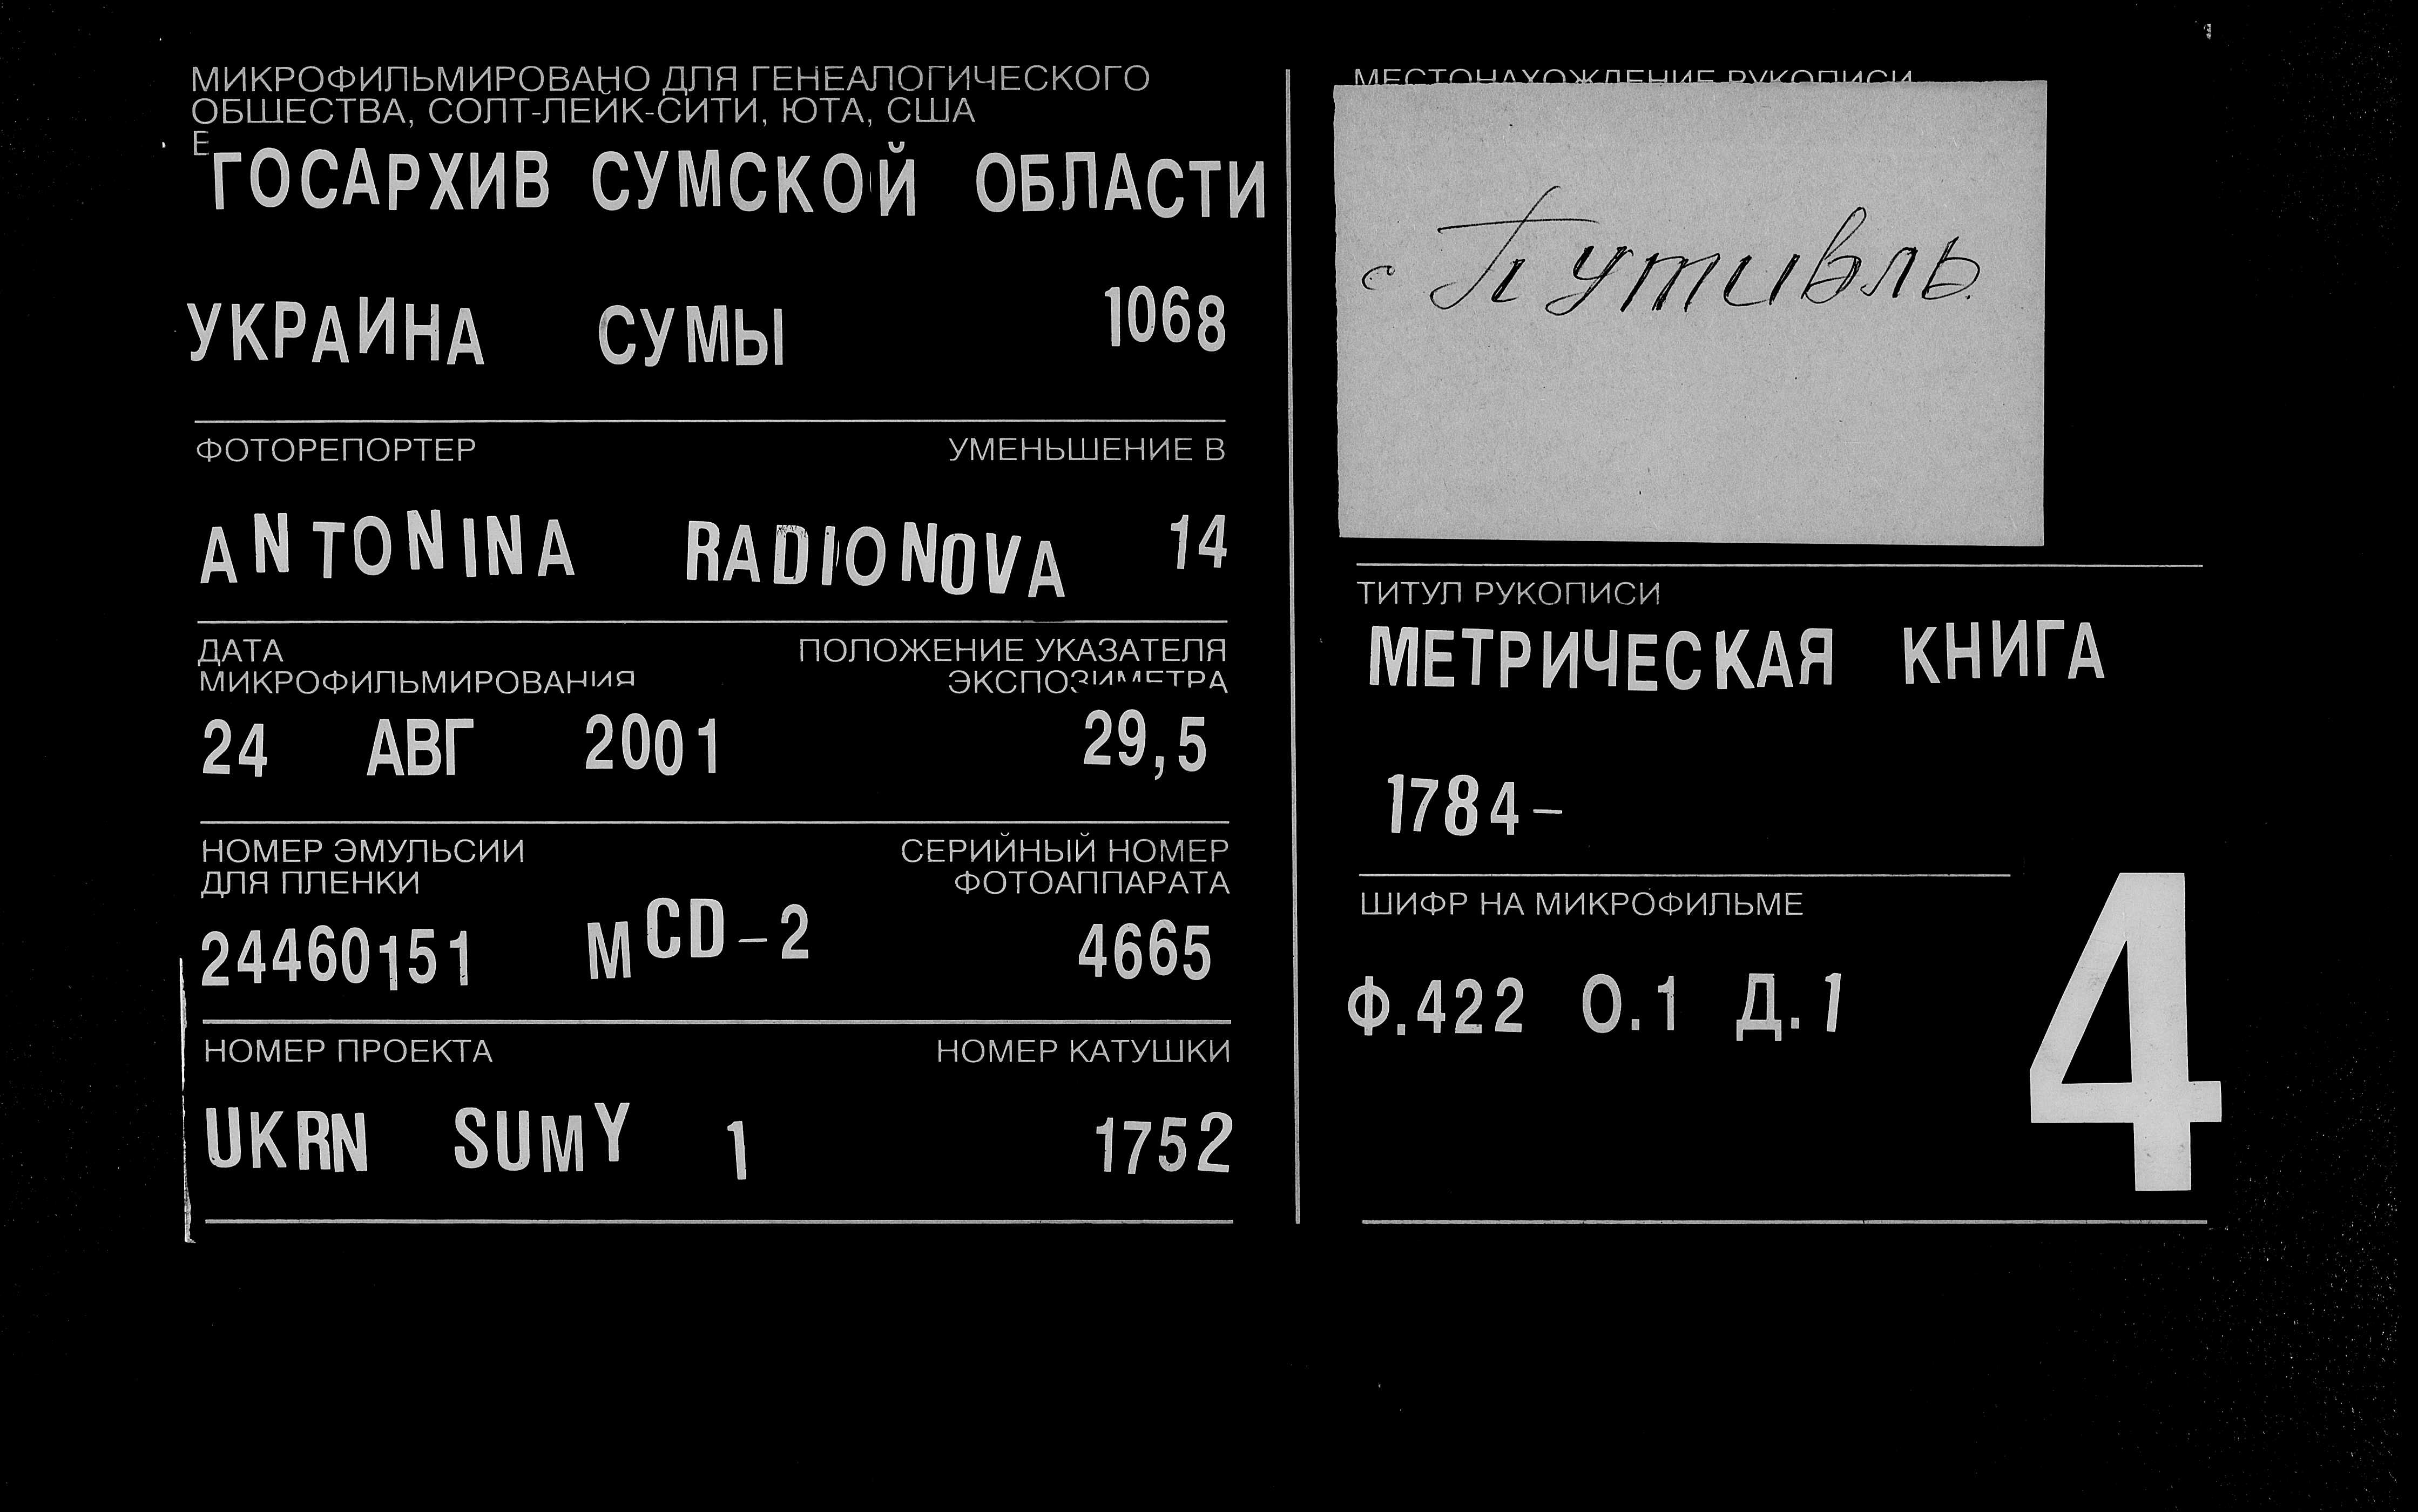 МИКРОФИЛЬМИРОВАНО ДЛЯ ГЕНЕАЛОГИЧЕСКОГО
ОБЩЕСТВА, СОЛТ-ЛЕЙК-СИТИ, ЮТА, США
Е
ГОСАРХИВ СУМСКОЙ ОБЛАСТИ
УКРАИНА СУМЫ 1068
ФОТОРЕПОРТЕР УМЕНЬШЕНИЕ В
ANTONINA RADIONOVA 14
ДАТА ПОЛОЖЕНИЕ УКАЗАТЕЛЯ
МИКРОФИЛЬМИРОВАНИЯ ЭКСПОЗИМЕТРА
24 АВГ 2001 29,5
НОМЕР ЭМУЛЬСИИ СЕРИЙНЫЙ НОМЕР
ДЛЯ ПЛЕНКИ ФОТОАППАРАТА
24460151 MCD-2 4665
НОМЕР ПРОЕКТА НОМЕР КАТУШКИ
UKRN SUMY 1 1752
МЕСТОНАХОЖДЕНИЕ РУКОПИСИ
с Путивль.
ТИТУЛ РУКОПИСИ
МЕТРИЧЕСКАЯ КНИГА
1784-
ШИФР НА МИКРОФИЛЬМЕ
Ф.422 О.1 Д.1
4